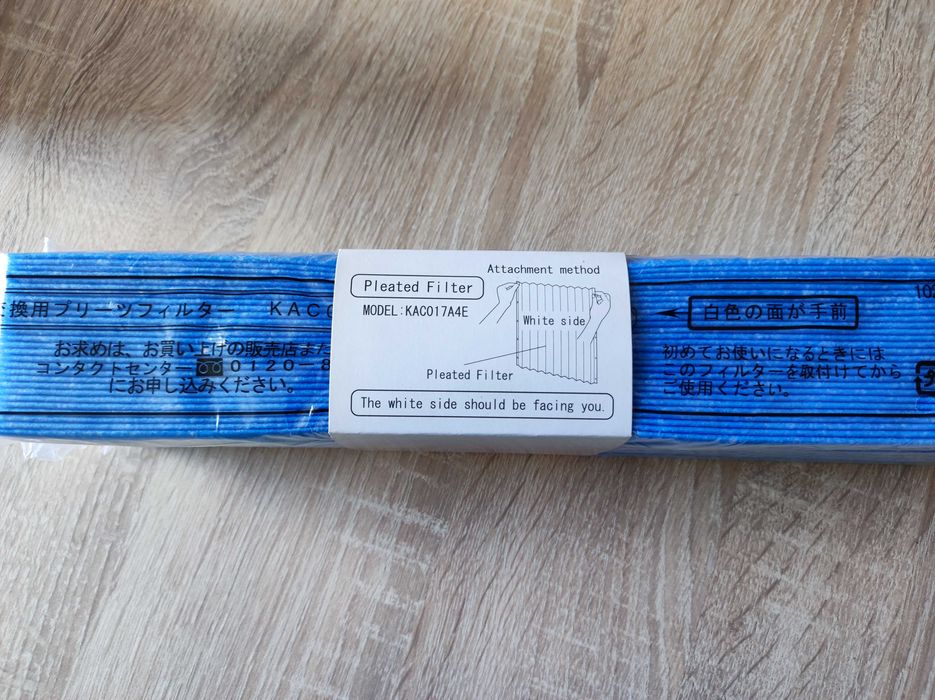 Attachment method
Pleated Filter
MODEL:KAC017A4E
White side
Pleated Filter
The white side should be facing you.
換用プリーツフィルター KAC0
お求めは、お買い上げの販売店また
コンタクトセンター 0120-8
にお申し込みください。
白色の面が手前
初めてお使いになるときには
このフィルターを取付けてから
ご使用ください。
102